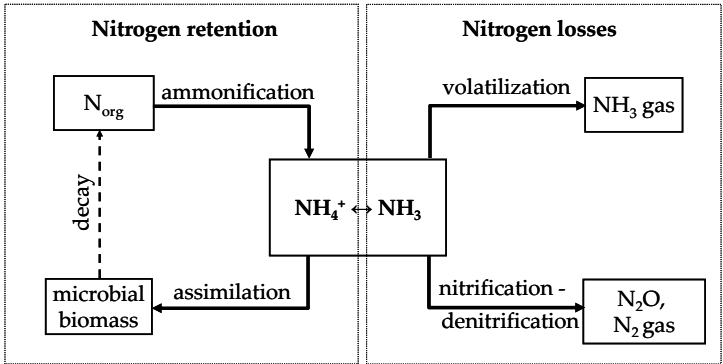 Nitrogen retention
Nitrogen losses
N_org
ammonification
volatilization
NH₃ gas
NH₄⁺ ↔ NH₃
decay
microbial
biomass
assimilation
nitrification -
denitrification
N₂O,
N₂ gas